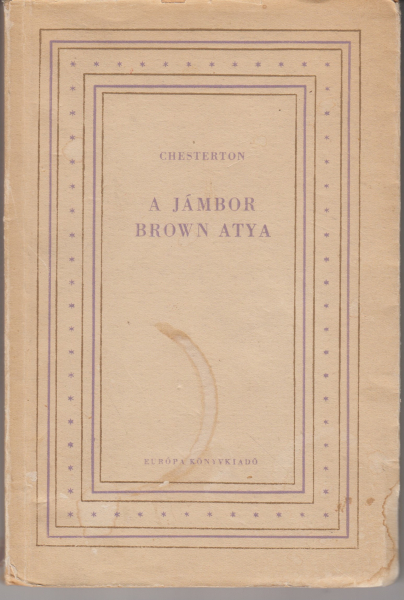 CHESTERTON
A JÁMBOR
BROWN ATYA
EURÓPA KÖNYVKIADÓ